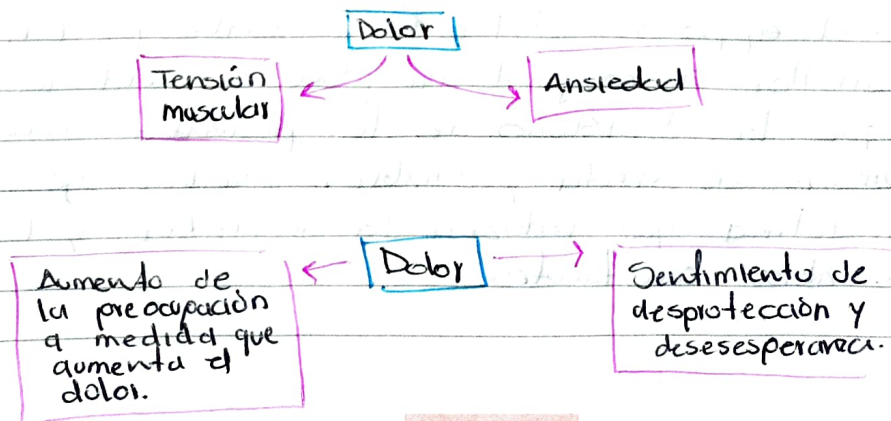 Dolor
Tensión
muscular
Ansiedad
Dolor
Aumento de
la preocupación
a medida que
aumenta el
dolor.
Sentimiento de
desprotección y
desesesperanza.